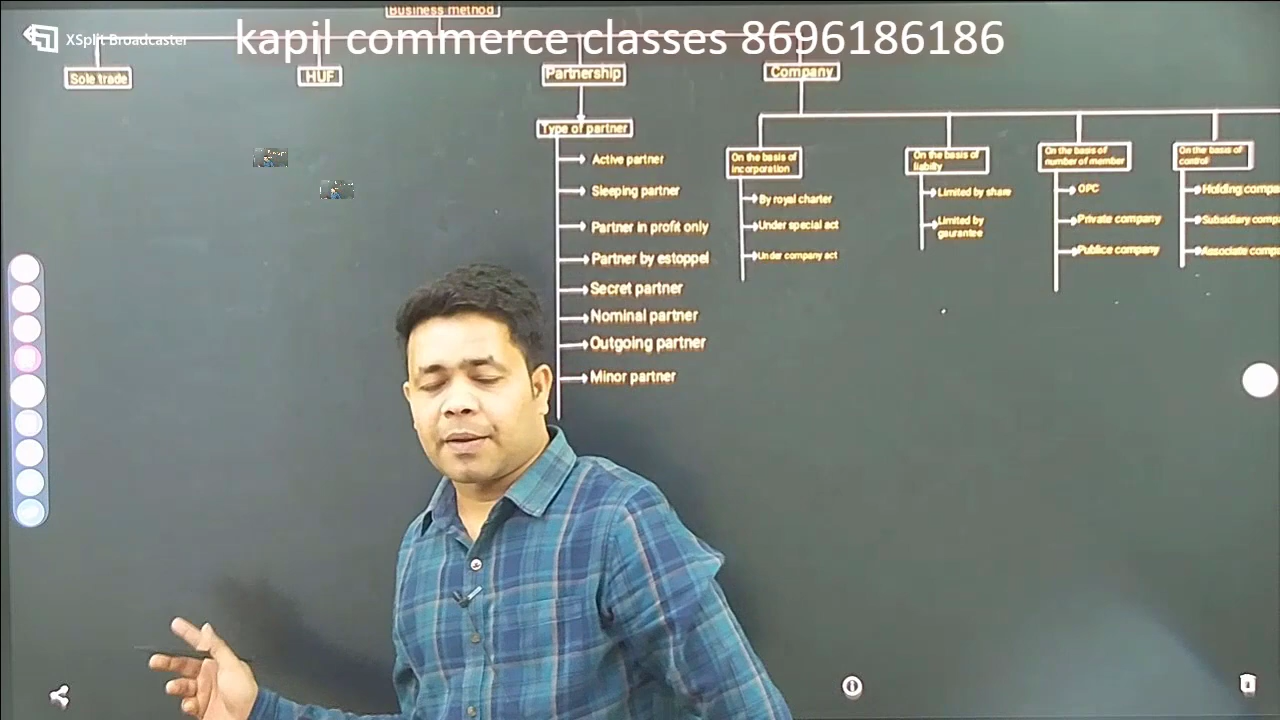 Business method
XSplit Broadcaster
kapil commerce classes 8696186186
Sole trade
HUF
Partnership
Company
Type of partner
Active partner
Sleeping partner
Partner in profit only
Partner by estoppel
Secret partner
Nominal partner
Outgoing partner
Minor partner
On the basis of
incorporation
By royal charter
Under special act
Under company act
On the basis of
liabilty
Limited by share
Limited by
gaurantee
On the basis of
number of member
OPC
Private company
Publice company
On the basis of
control
Holding compa
Subsidiary comp
Associate comp